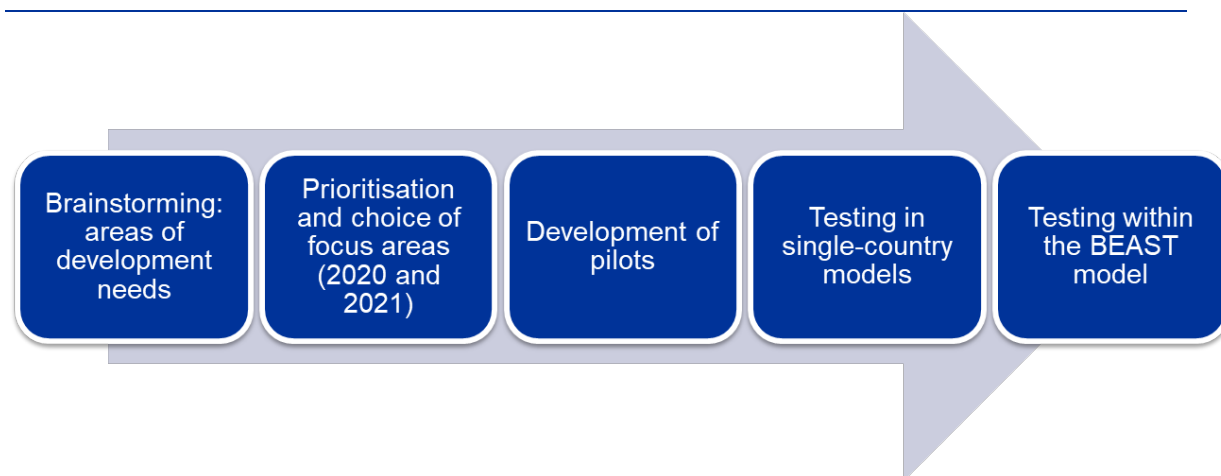 Brainstorming:
areas of
development
needs
Prioritisation
and choice of
focus areas
(2020 and
2021)
Development of
pilots
Testing in
single-country
models
Testing within
the BEAST
model